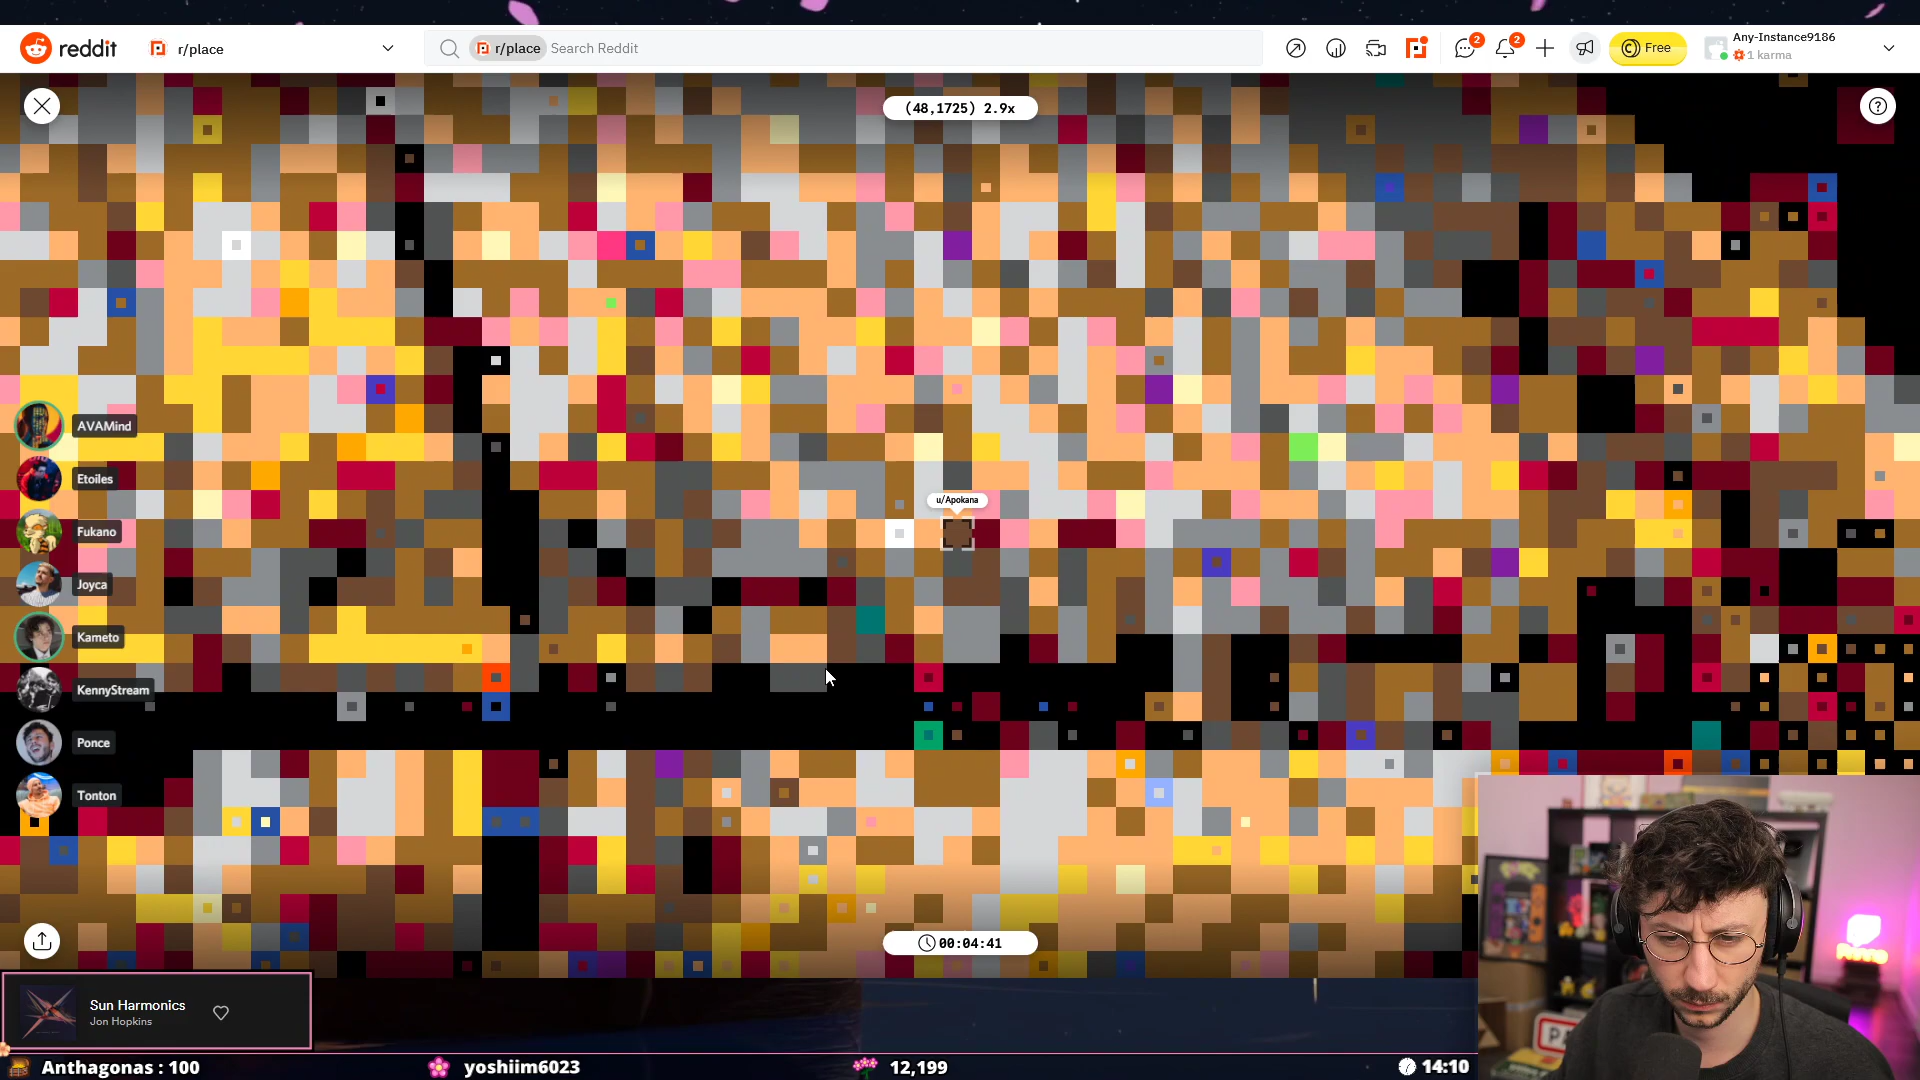 reddit
r/place
r/place
Search Reddit
2
2
Free
Any-Instance9186
1 karma
(48,1725) 2.9x
AVAMind
Etoiles
u/Apokana
Fukano
Joyca
Kameto
KennyStream
Ponce
Tonton
00:04:41
Sun Harmonics
Jon Hopkins
Anthagonas : 100
yoshiim6023
12,199
14:10